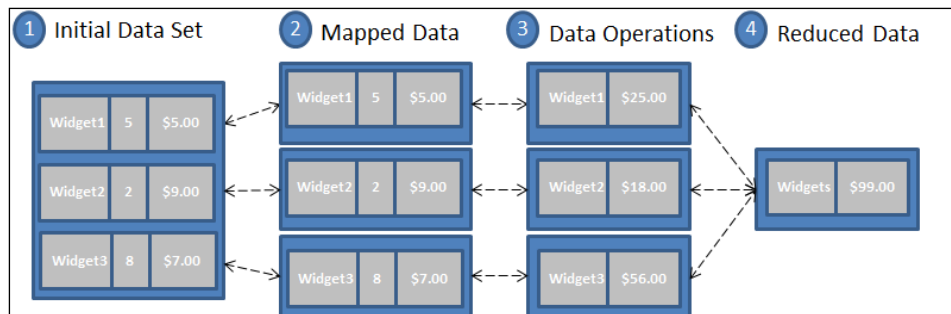 1 Initial Data Set
Widget1 5 $5.00
Widget2 2 $9.00
Widget3 8 $7.00
2 Mapped Data
Widget1 5 $5.00
Widget2 2 $9.00
Widget3 8 $7.00
3 Data Operations
Widget1 $25.00
Widget2 $18.00
Widget3 $56.00
4 Reduced Data
Widgets $99.00